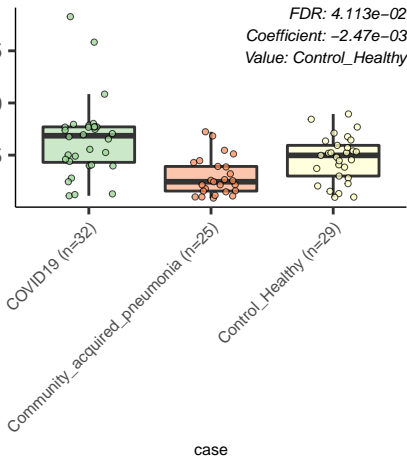 FDR: 4.113e−02
Coefficient: −2.47e−03
Value: Control_Healthy
COVID19 (n=32)
Community_acquired_pneumonia (n=25)
Control_Healthy (n=29)
case